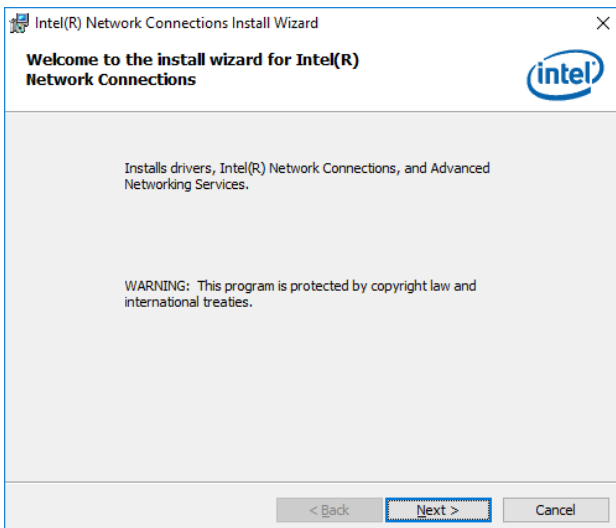 Intel(R) Network Connections Install Wizard
Welcome to the install wizard for Intel(R)
Network Connections
intel
Installs drivers, Intel(R) Network Connections, and Advanced
Networking Services.
WARNING:  This program is protected by copyright law and
international treaties.
< Back
Next >
Cancel